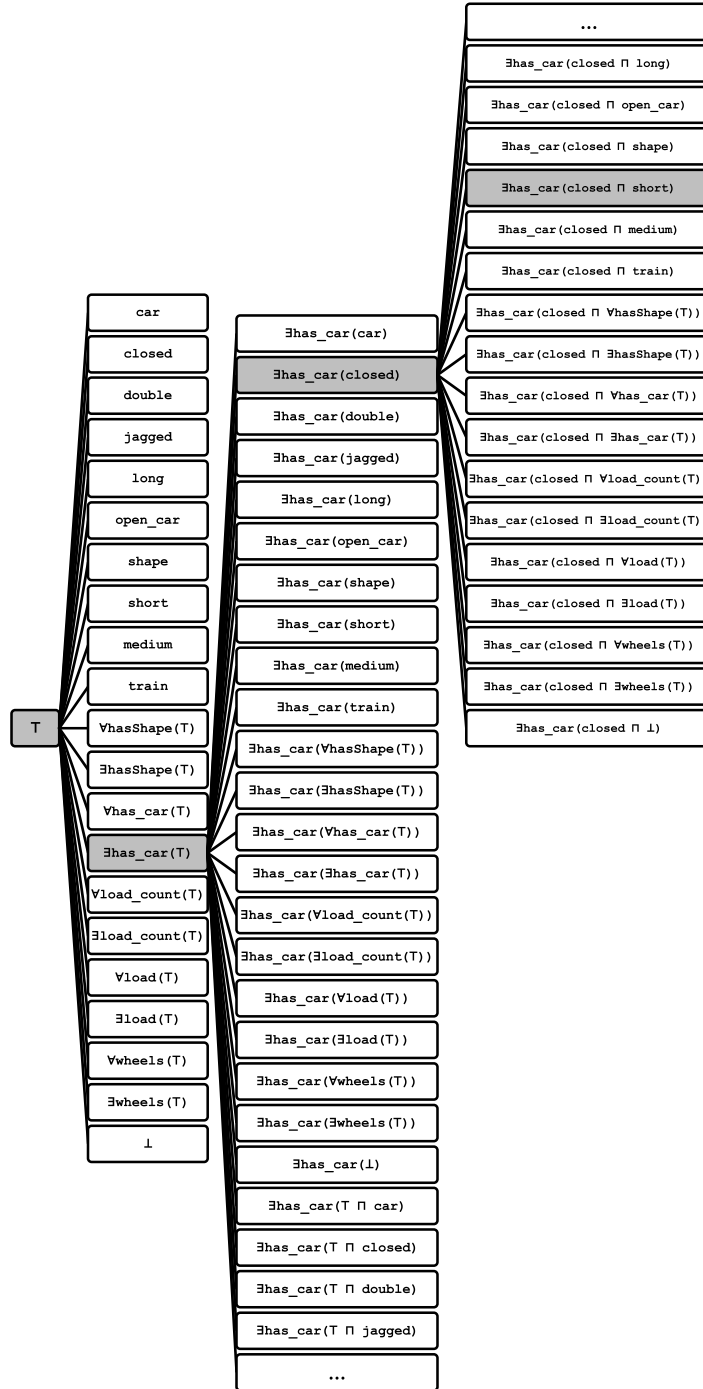 ⊤
car
closed
double
jagged
long
open_car
shape
short
medium
train
∀hasShape(⊤)
∃hasShape(⊤)
∀has_car(⊤)
∃has_car(⊤)
∀load_count(⊤)
∃load_count(⊤)
∀load(⊤)
∃load(⊤)
∀wheels(⊤)
∃wheels(⊤)
⊥
∃has_car(car)
∃has_car(closed)
∃has_car(double)
∃has_car(jagged)
∃has_car(long)
∃has_car(open_car)
∃has_car(shape)
∃has_car(short)
∃has_car(medium)
∃has_car(train)
∃has_car(∀hasShape(⊤))
∃has_car(∃hasShape(⊤))
∃has_car(∀has_car(⊤))
∃has_car(∃has_car(⊤))
∃has_car(∀load_count(⊤))
∃has_car(∃load_count(⊤))
∃has_car(∀load(⊤))
∃has_car(∃load(⊤))
∃has_car(∀wheels(⊤))
∃has_car(∃wheels(⊤))
∃has_car(⊥)
∃has_car(⊤ ⊓ car)
∃has_car(⊤ ⊓ closed)
∃has_car(⊤ ⊓ double)
∃has_car(⊤ ⊓ jagged)
...
...
∃has_car(closed ⊓ long)
∃has_car(closed ⊓ open_car)
∃has_car(closed ⊓ shape)
∃has_car(closed ⊓ short)
∃has_car(closed ⊓ medium)
∃has_car(closed ⊓ train)
∃has_car(closed ⊓ ∀hasShape(⊤))
∃has_car(closed ⊓ ∃hasShape(⊤))
∃has_car(closed ⊓ ∀has_car(⊤))
∃has_car(closed ⊓ ∃has_car(⊤))
∃has_car(closed ⊓ ∀load_count(⊤)
∃has_car(closed ⊓ ∃load_count(⊤)
∃has_car(closed ⊓ ∀load(⊤))
∃has_car(closed ⊓ ∃load(⊤))
∃has_car(closed ⊓ ∀wheels(⊤))
∃has_car(closed ⊓ ∃wheels(⊤))
∃has_car(closed ⊓ ⊥)